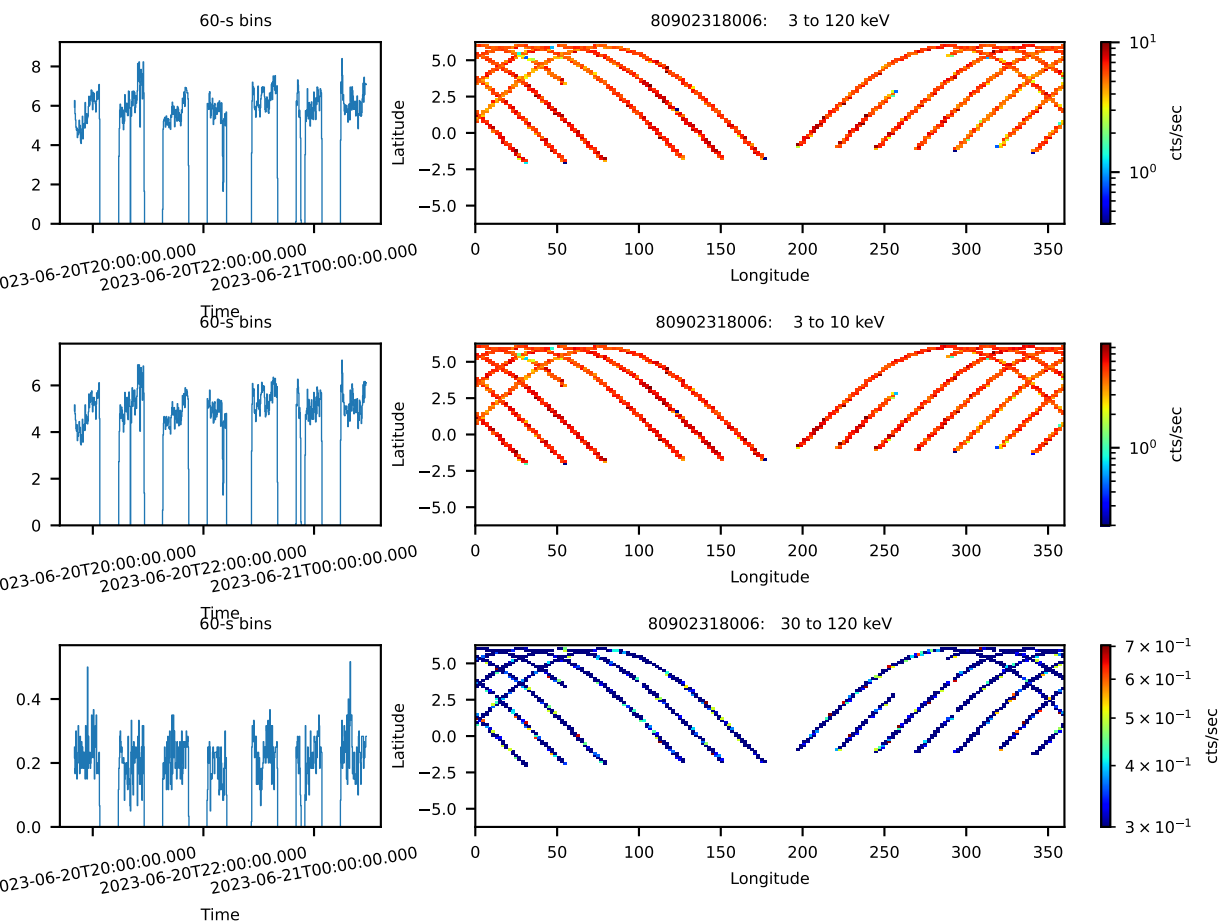 60-s bins
80902318006: 3 to 120 keV
8
6
4
2
0
Latitude
5.0
2.5
0.0
−2.5
−5.0
10¹
10⁰
cts/sec
023-06-20T20:00:00.000
2023-06-20T22:00:00.000
2023-06-21T00:00:00.000
Time
0 50 100 150 200 250 300 350
Longitude
60-s bins
80902318006: 3 to 10 keV
6
4
2
0
Latitude
5.0
2.5
0.0
−2.5
−5.0
10⁰
cts/sec
023-06-20T20:00:00.000
2023-06-20T22:00:00.000
2023-06-21T00:00:00.000
Time
0 50 100 150 200 250 300 350
Longitude
60-s bins
80902318006: 30 to 120 keV
0.4
0.2
0.0
Latitude
5.0
2.5
0.0
−2.5
−5.0
7 × 10⁻¹
6 × 10⁻¹
5 × 10⁻¹
4 × 10⁻¹
3 × 10⁻¹
cts/sec
023-06-20T20:00:00.000
2023-06-20T22:00:00.000
2023-06-21T00:00:00.000
Time
0 50 100 150 200 250 300 350
Longitude